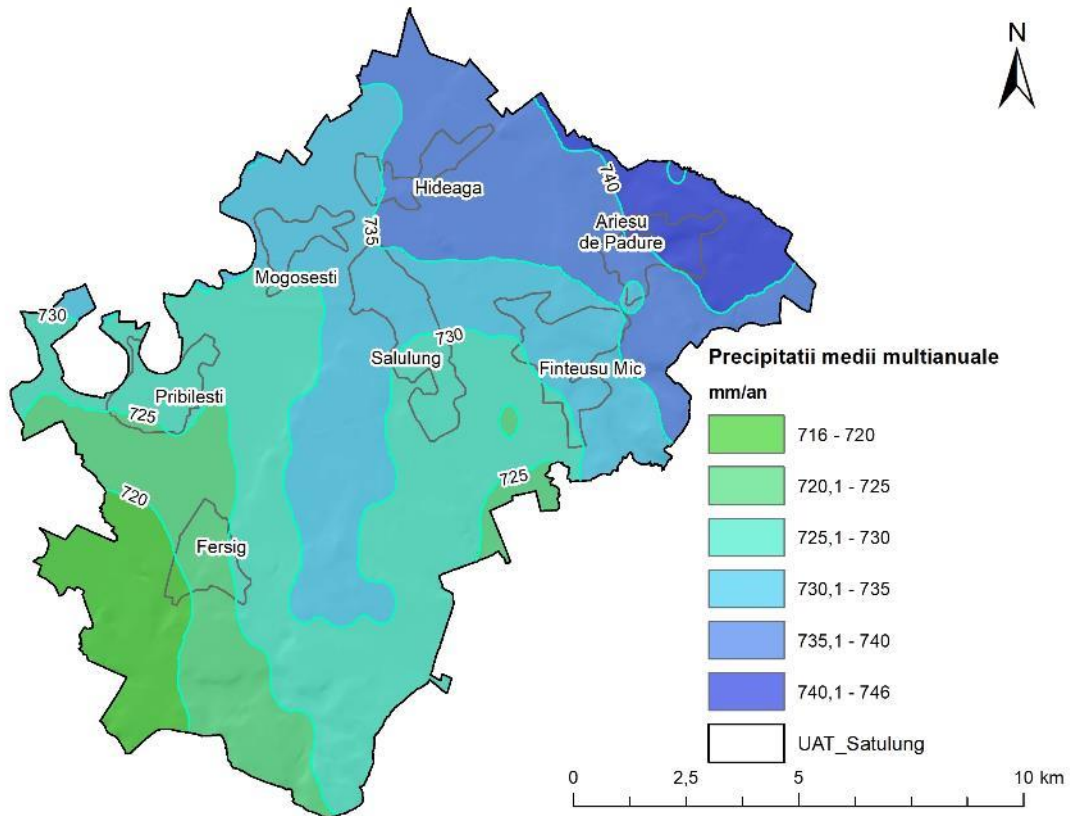 N
740
Hideaga
Ariesu
de Padure
735
Mogosesti
730
730
Salulung
Finteusu Mic
Pribilesti
725
725
720
Fersig
Precipitatii medii multianuale
mm/an
716 - 720
720,1 - 725
725,1 - 730
730,1 - 735
735,1 - 740
740,1 - 746
UAT_Satulung
0 2,5 5 10 km